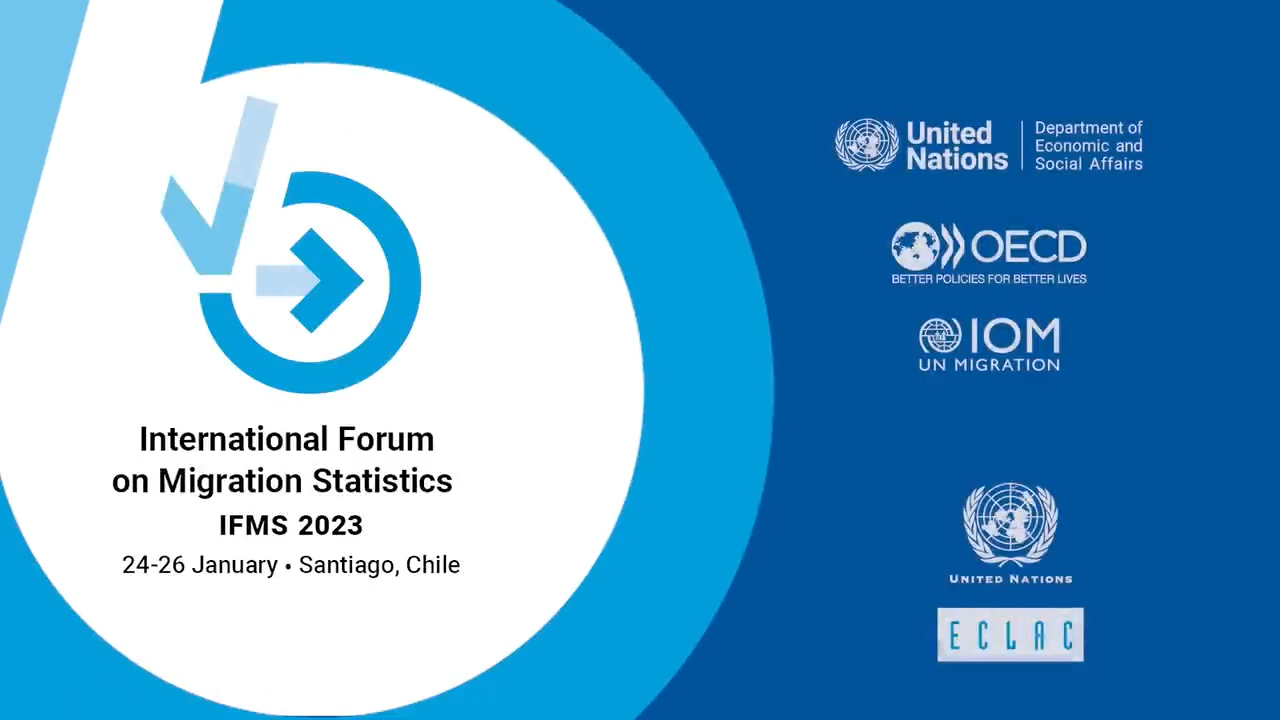 International Forum
on Migration Statistics
IFMS 2023
24-26 January • Santiago, Chile
United
Nations
Department of
Economic and
Social Affairs
OECD
BETTER POLICIES FOR BETTER LIVES
IOM
UN MIGRATION
UNITED NATIONS
ECLAC